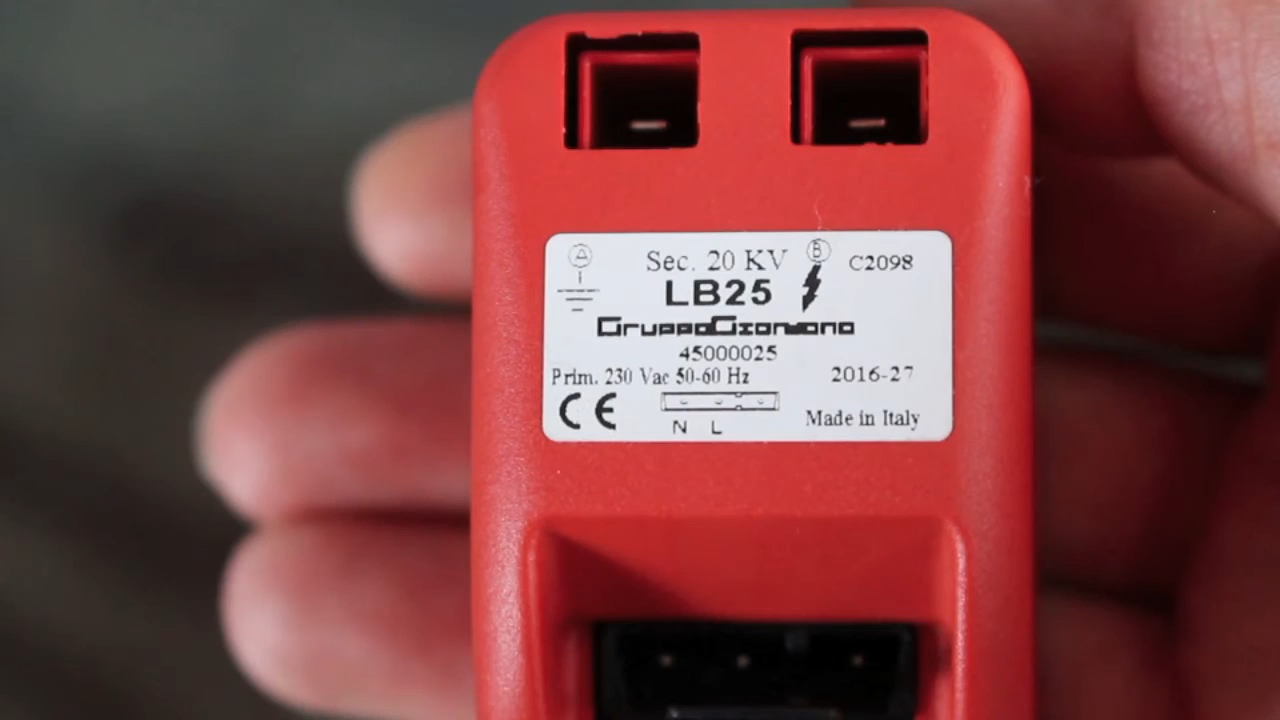 A
Sec. 20 KV
B
C2098
LB25
GruppoGiordano
45000025
Prim. 230 Vac 50-60 Hz
2016-27
CE
N L
Made in Italy